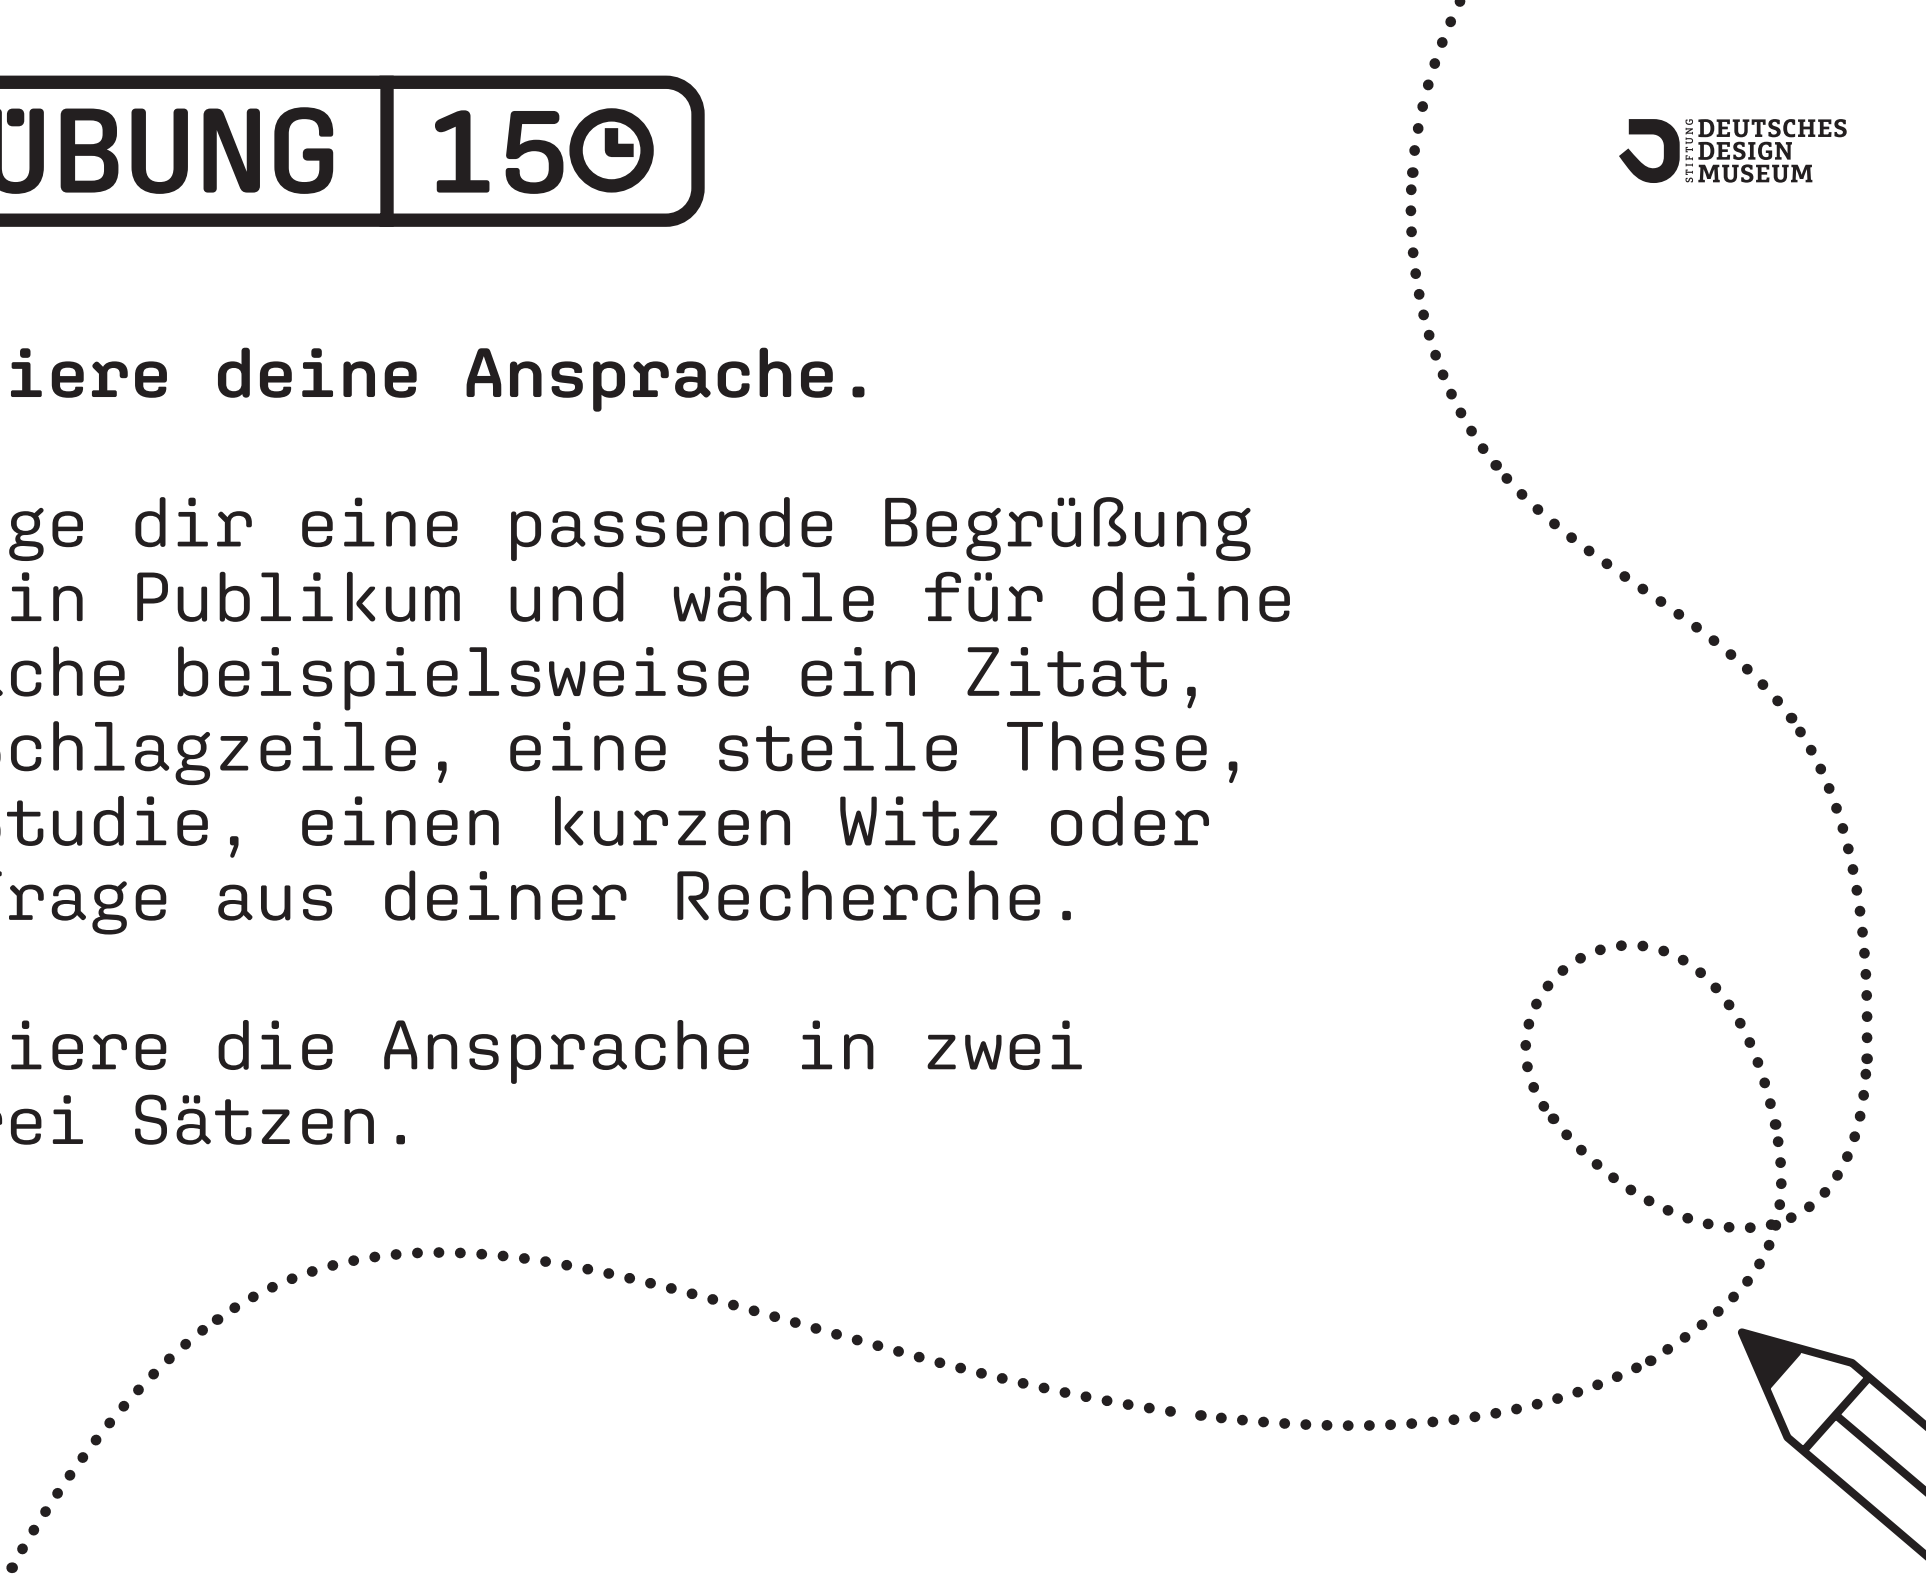 ÜBUNG 15
STIFTUNG
DEUTSCHES
DESIGN
MUSEUM
iere deine Ansprache.
ge dir eine passende Begrüßung
in Publikum und wähle für deine
che beispielsweise ein Zitat,
chlagzeile, eine steile These,
tudie, einen kurzen Witz oder
rage aus deiner Recherche.
iere die Ansprache in zwei
ei Sätzen.